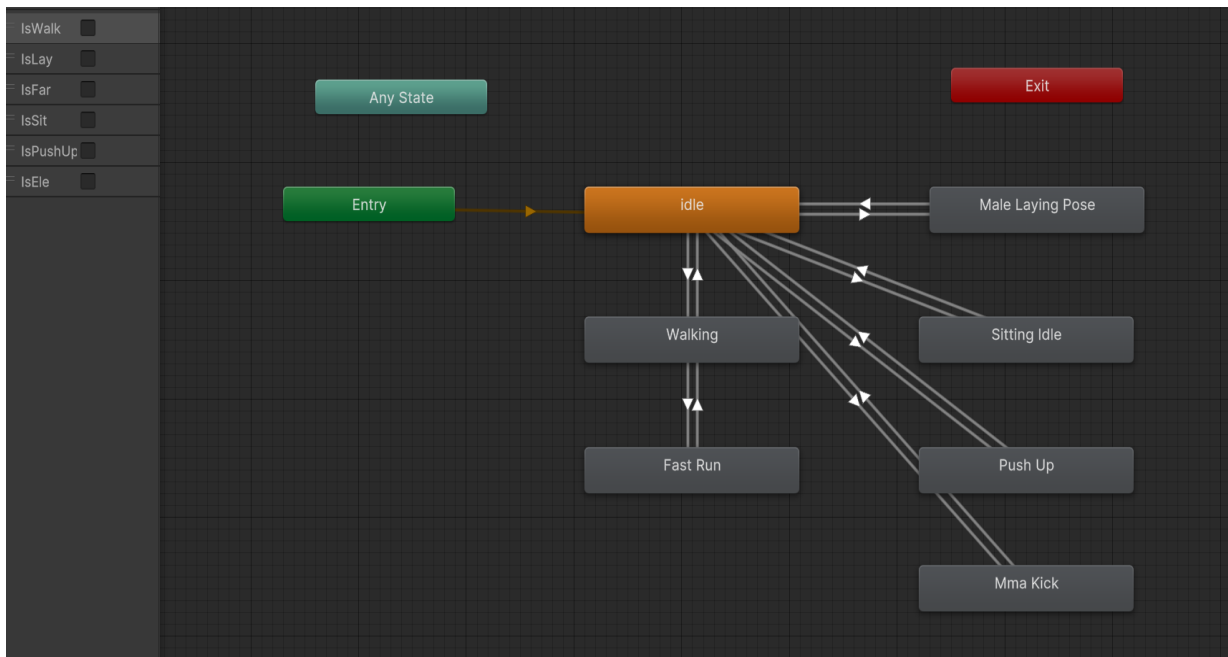 IsWalk
IsLay
IsFar
IsSit
IsPushUp
IsEle
Any State
Exit
Entry
idle
Male Laying Pose
Walking
Sitting Idle
Fast Run
Push Up
Mma Kick